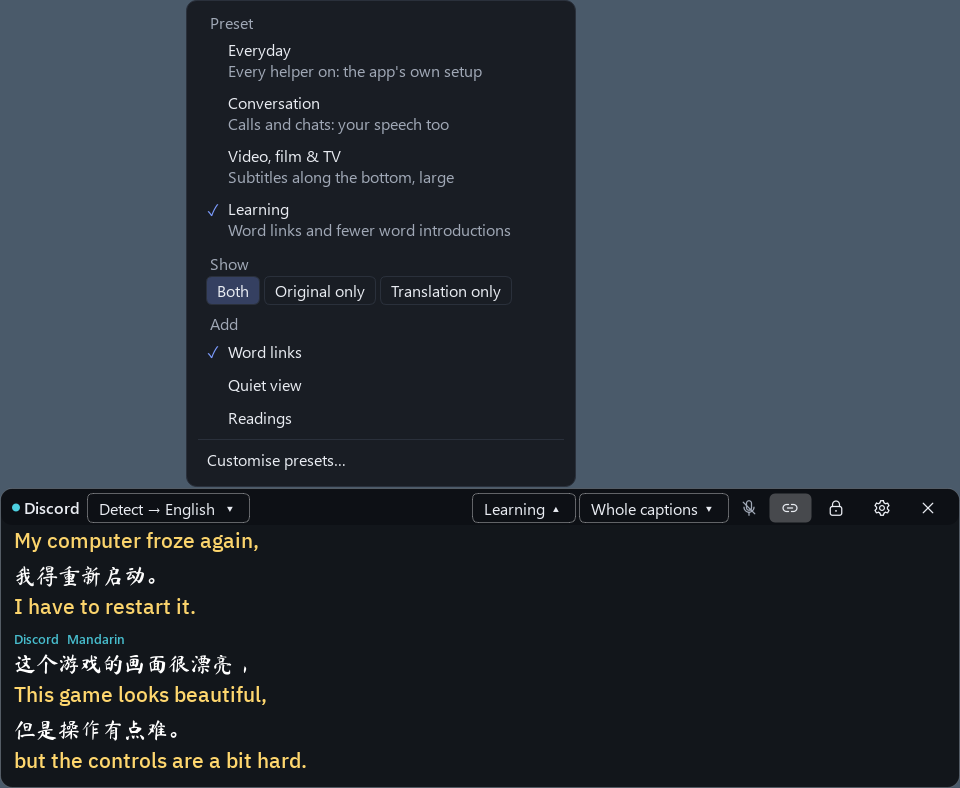 Preset
Everyday
Every helper on: the app's own setup
Conversation
Calls and chats: your speech too
Video, film & TV
Subtitles along the bottom, large
✓ Learning
Word links and fewer word introductions
Show
Both Original only Translation only
Add
✓ Word links
Quiet view
Readings
Customise presets...
Discord Detect → English ▼ Learning ▲ Whole captions ▼
My computer froze again,
我得重新启动。
I have to restart it.
Discord Mandarin
这个游戏的画面很漂亮，
This game looks beautiful,
但是操作有点难。
but the controls are a bit hard.